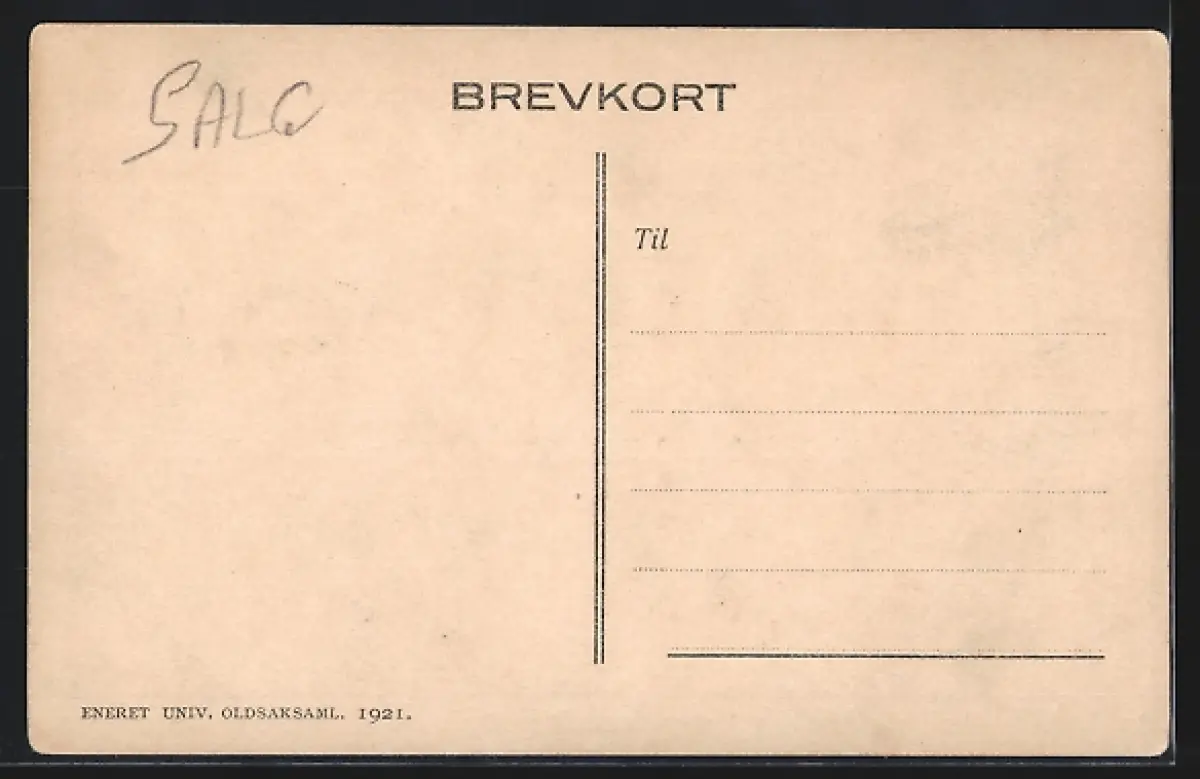 SALG
BREVKORT
Til
ENERET UNIV. OLDSAKSAML. 1921.